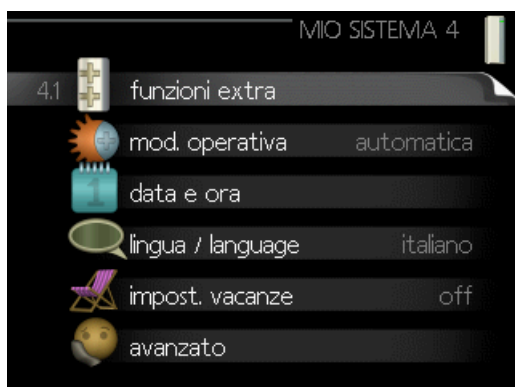 MIO SISTEMA 4
4.1 funzioni extra
mod. operativa automatica
1
data e ora
lingua / language italiano
impost. vacanze off
avanzato